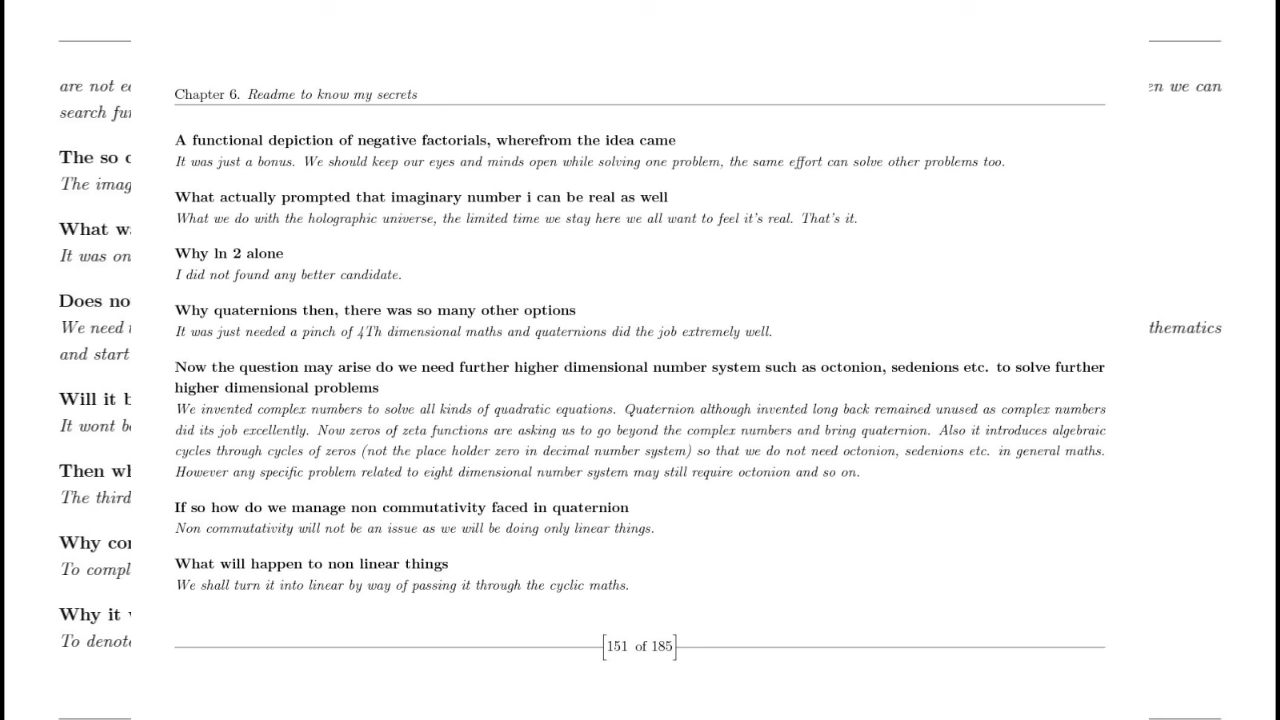 Chapter 6. Readme to know my secrets
A functional depiction of negative factorials, wherefrom the idea came
It was just a bonus. We should keep our eyes and minds open while solving one problem, the same effort can solve other problems too.
What actually prompted that imaginary number i can be real as well
What we do with the holographic universe, the limited time we stay here we all want to feel it's real. That's it.
Why ln 2 alone
I did not found any better candidate.
Why quaternions then, there was so many other options
It was just needed a pinch of 4Th dimensional maths and quaternions did the job extremely well.
Now the question may arise do we need further higher dimensional number system such as octonion, sedenions etc. to solve further
higher dimensional problems
We invented complex numbers to solve all kinds of quadratic equations. Quaternion although invented long back remained unused as complex numbers
did its job excellently. Now zeros of zeta functions are asking us to go beyond the complex numbers and bring quaternion. Also it introduces algebraic
cycles through cycles of zeros (not the place holder zero in decimal number system) so that we do not need octonion, sedenions etc. in general maths.
However any specific problem related to eight dimensional number system may still require octonion and so on.
If so how do we manage non commutativity faced in quaternion
Non commutativity will not be an issue as we will be doing only linear things.
What will happen to non linear things
We shall turn it into linear by way of passing it through the cyclic maths.
[151 of 185]
are not
search
The so
The
What
It was
Does no
We need
and start
Will it
It wont
Then
The third
Why
To
Why it
To
we can
thematics